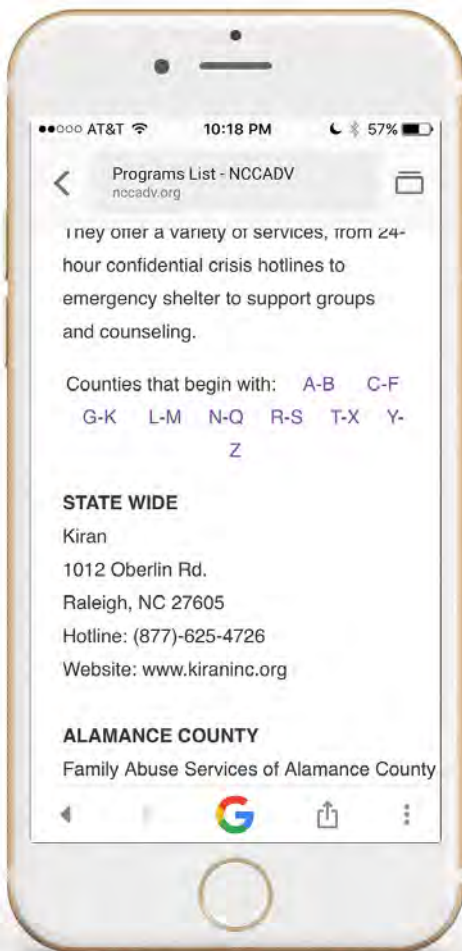 AT&T 10:18 PM 57%
Programs List - NCCADV
nccadv.org
They offer a variety of services, from 24-
hour confidential crisis hotlines to
emergency shelter to support groups
and counseling.
Counties that begin with: A-B C-F
G-K L-M N-Q R-S T-X Y-
Z
STATE WIDE
Kiran
1012 Oberlin Rd.
Raleigh, NC 27605
Hotline: (877)-625-4726
Website: www.kiraninc.org
ALAMANCE COUNTY
Family Abuse Services of Alamance County
G